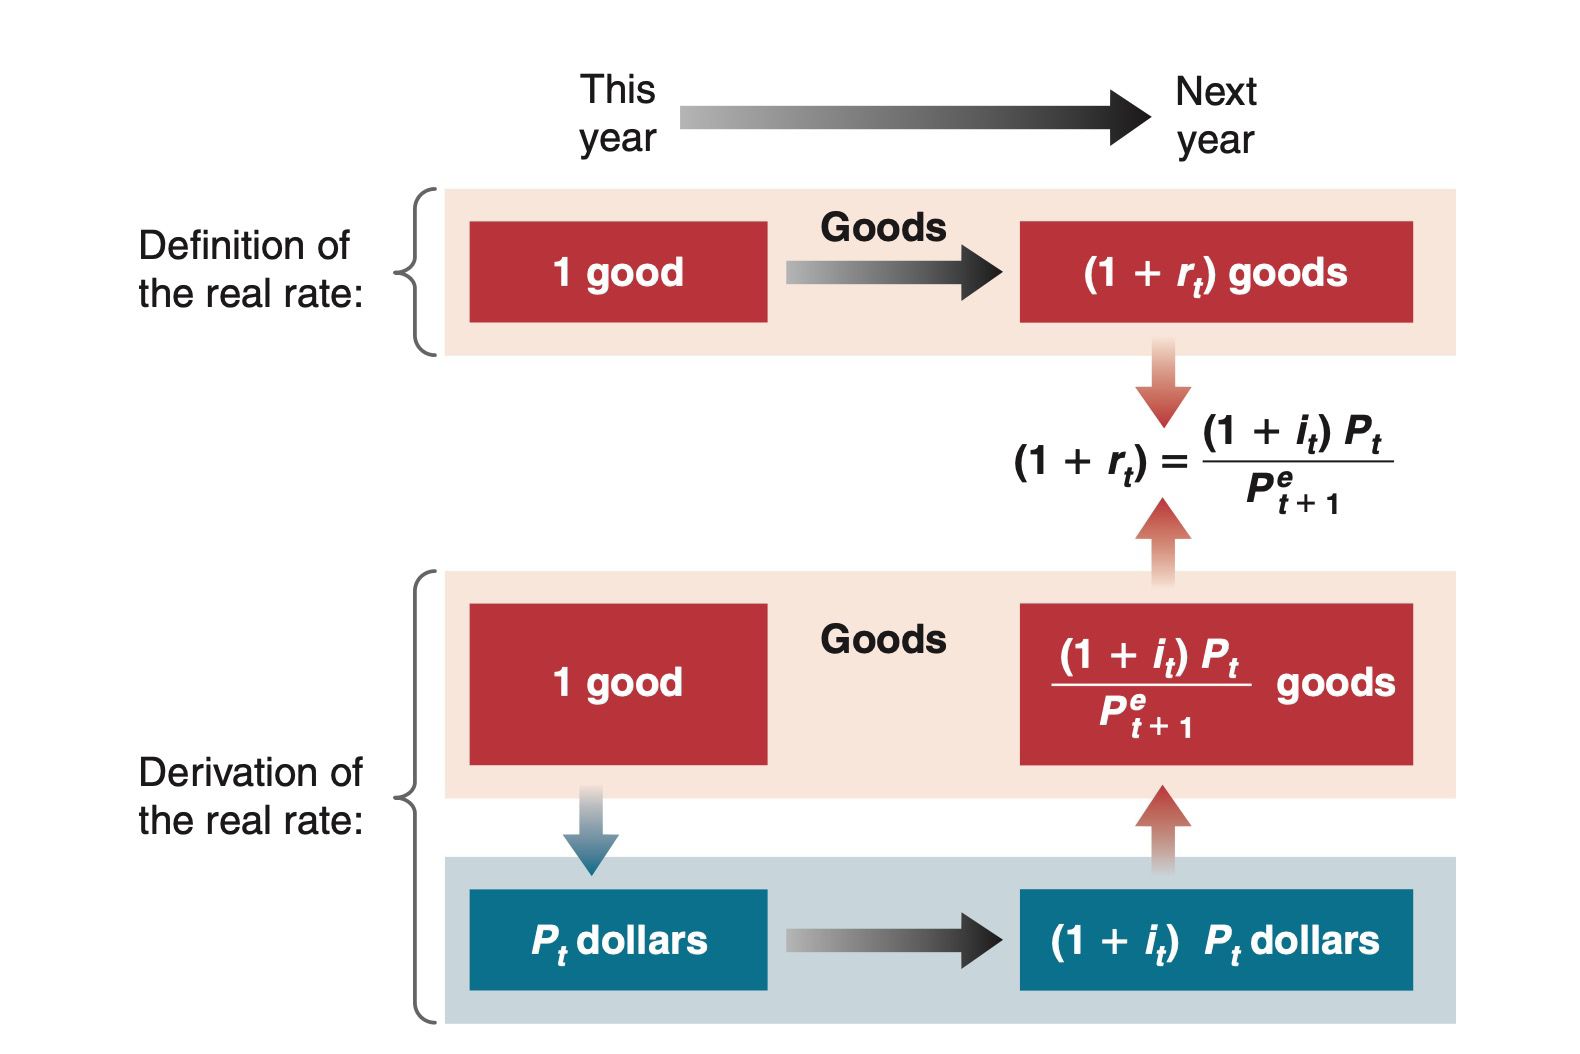 This
year
Next
year
Definition of
the real rate:
1 good
Goods
(1 + r_t) goods
(1 + r_t) = \frac{(1 + i_t) P_t}{P^e_{t + 1}}
Derivation of
the real rate:
1 good
Goods
\frac{(1 + i_t) P_t}{P^e_{t + 1}} goods
P_t dollars
(1 + i_t) P_t dollars